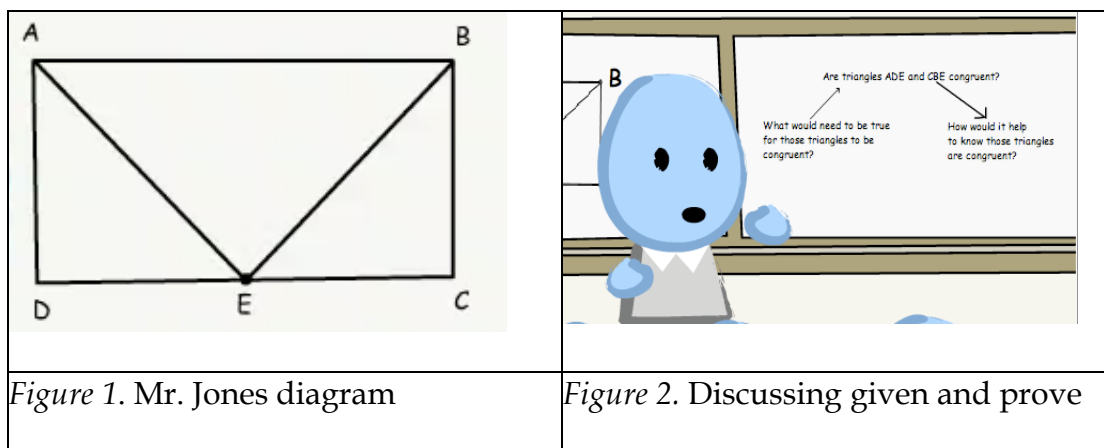 A
B
D
E
C
B
Are triangles ADE and CBE congruent?
What would need to be true
for those triangles to be
congruent?
How would it help
to know those triangles
are congruent?
Figure 1. Mr. Jones diagram
Figure 2. Discussing given and prove